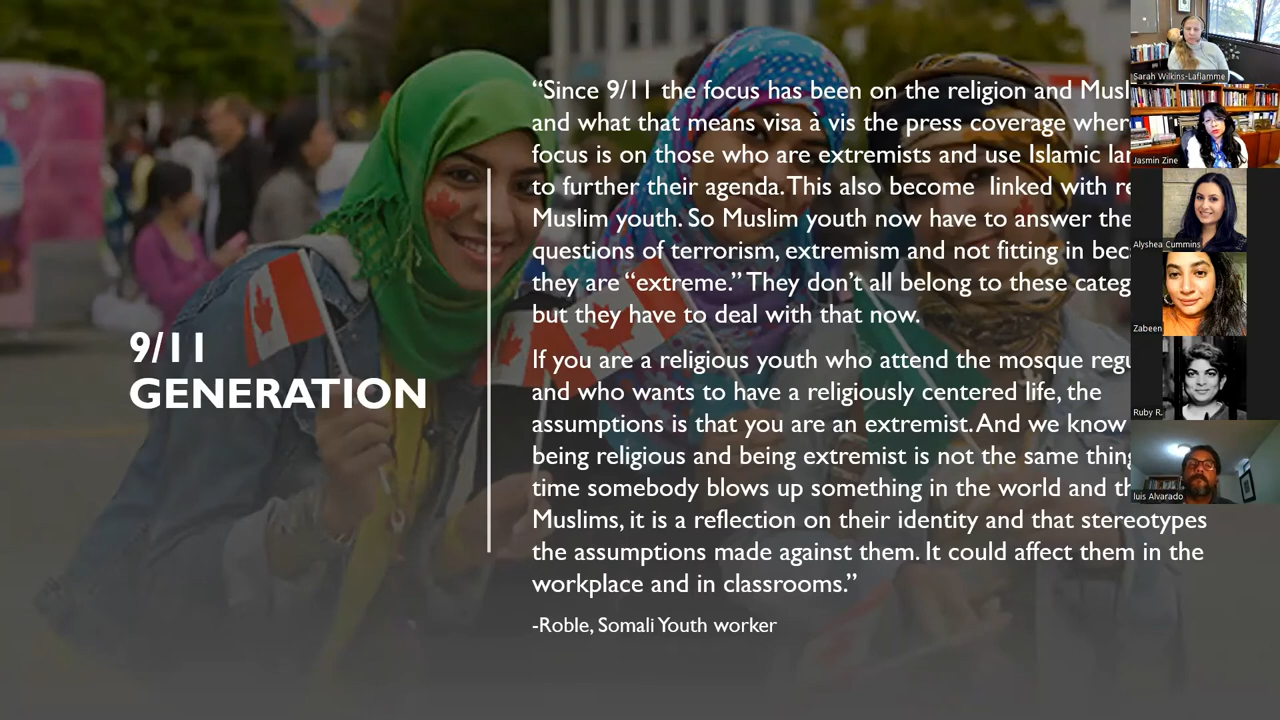 9/11
GENERATION
“Since 9/11 the focus has been on the religion and
and what that means visa à vis the press coverage
focus is on those who are extremists and use Islamic
to further their agenda. This also become linked with
Muslim youth. So Muslim youth now have to answer
questions of terrorism, extremism and not fitting in
they are “extreme.” They don’t all belong to these
but they have to deal with that now.
If you are a religious youth who attend the mosque
and who wants to have a religiously centered life, the
assumptions is that you are an extremist. And we know
being religious and being extremist is not the same
time somebody blows up something in the world and
Muslims, it is a reflection on their identity and that stereotypes
the assumptions made against them. It could affect them in the
workplace and in classrooms.”
-Roble, Somali Youth worker
Sarah Wilkins-Laflamme
Jasmin Zine
Alyshea Cummins
Zabeen
Ruby R.
luis Alvarado